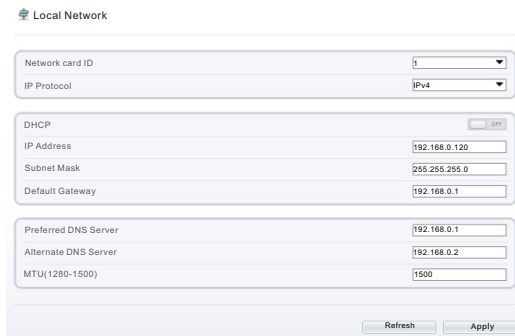 Local Network
Network card ID 1
IP Protocol IPv4
DHCP OFF
IP Address 192.168.0.120
Subnet Mask 255.255.255.0
Default Gateway 192.168.0.1
Preferred DNS Server 192.168.0.1
Alternate DNS Server 192.168.0.2
MTU(1280-1500) 1500
Refresh Apply